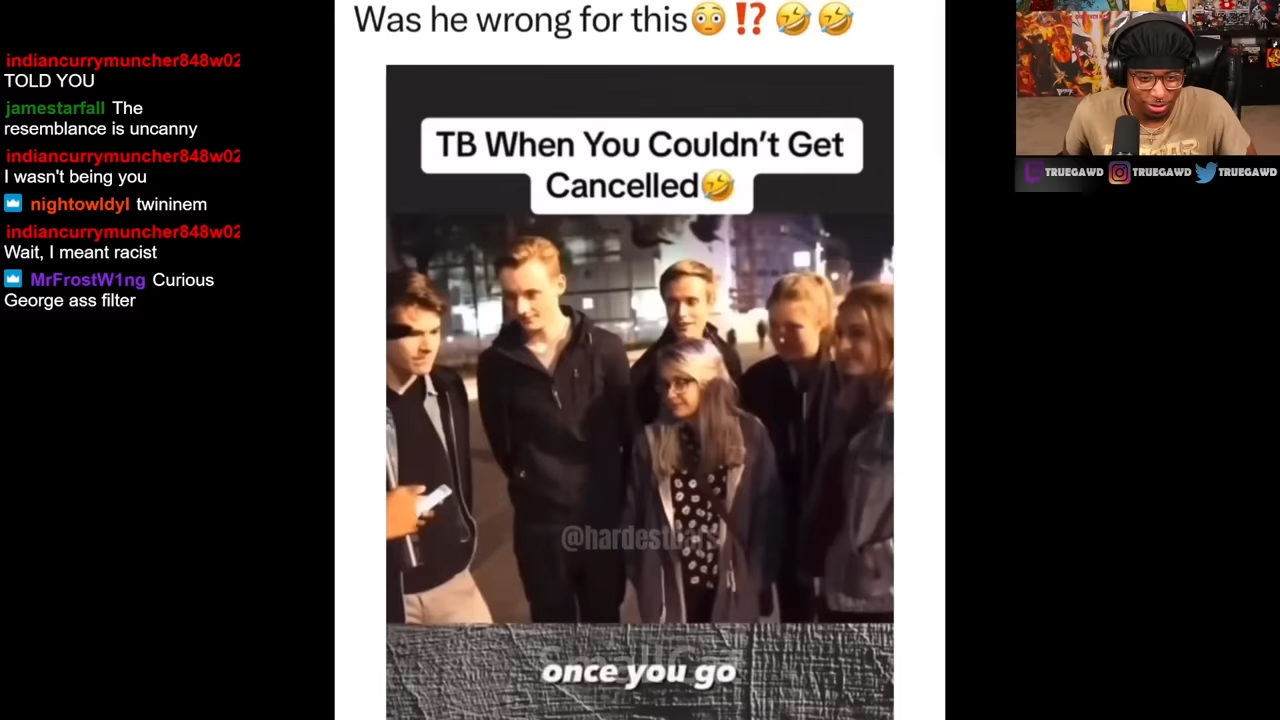 Was he wrong for this😳⁉️🤣🤣
indiancurrymuncher848w02
TOLD YOU
jamestarfall The
resemblance is uncanny
indiancurrymuncher848w02
I wasn't being you
nightowldyl twininem
indiancurrymuncher848w02
Wait, I meant racist
MrFrostW1ng Curious
George ass filter
TB When You Couldn't Get
Cancelled🤣
once you go
TRUEGAWD TRUEGAWD TRUEGAWD